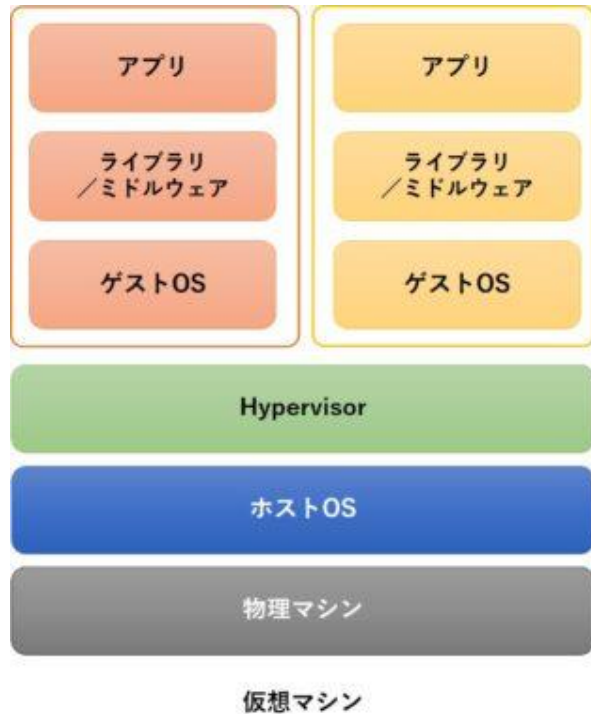 アプリ
アプリ
ライブラリ
／ミドルウェア
ライブラリ
／ミドルウェア
ゲストOS
ゲストOS
Hypervisor
ホストOS
物理マシン
仮想マシン